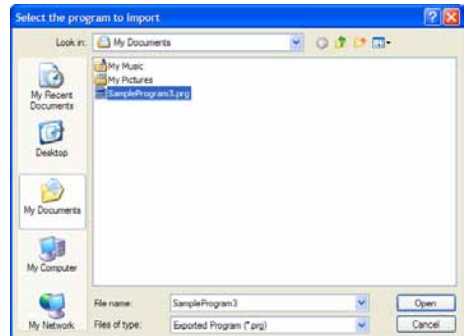 Select the program to import
Look in: My Documents
My Recent
Documents
Desktop
My Documents
My Computer
My Network
My Music
My Pictures
SampleProgram3.prg
File name: SampleProgram3 Open
Files of type: Exported Program (*.prg) Cancel